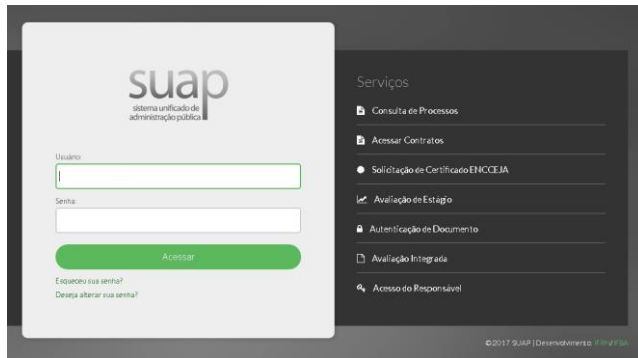 suap
sistema unificado de
administração pública
Usuário:
Senha:
Acessar
Esqueceu sua senha?
Deseja alterar sua senha?
Serviços
Consulta de Processos
Acessar Contratos
Solicitação de Certificado ENCCEJA
Avaliação de Estágio
Autenticação de Documento
Avaliação Integrada
Acesso do Responsável
©2017 SUAP | Desenvolvimento: